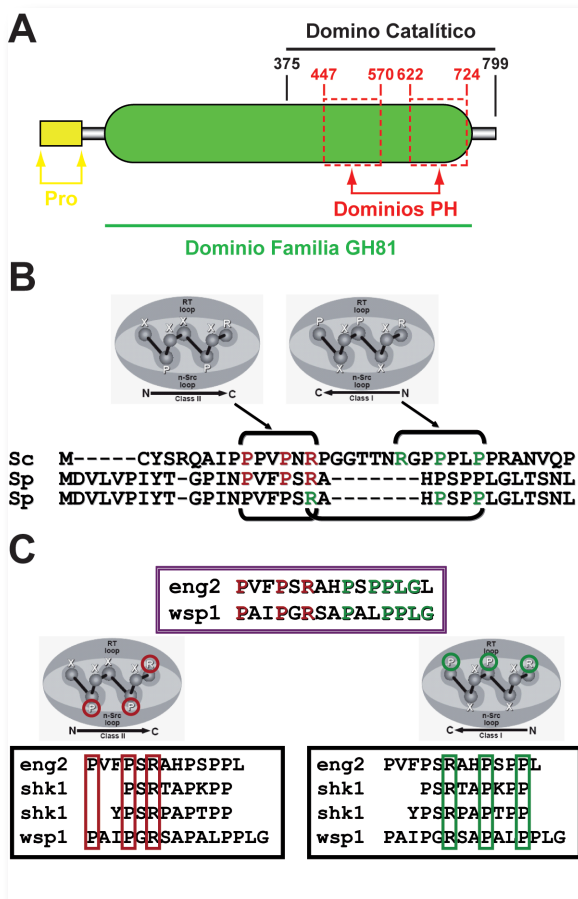 A
Domino Catalítico
375
799
447
570
622
724
Pro
Dominios PH
Dominio Familia GH81
B
RT
loop
X
X
X
X
R
P
P
n-Src
loop
N
C
Class II
RT
loop
P
X
P
X
R
X
X
n-Src
loop
C
N
Class I
Sc M-----CYSRQAIPPPVPNRPGGTTNRGPPPLPPRANVQP
Sp MDVLVPIYT-GPINPVFPSRA-------HPSPPLGLTSNL
Sp MDVLVPIYT-GPINPVFPSRA-------HPSPPLGLTSNL
C
eng2 PVFPSRAHPSPPLGL
wsp1 PAIPGRSAPALPPLG
RT
loop
X
X
X
X
R
P
P
n-Src
loop
N
C
Class II
RT
loop
P
X
P
X
R
X
X
n-Src
loop
C
N
Class I
eng2 PVFPSRAHPSPPL
shk1 PSRTAPKPP
shk1 YPSRPAPTPP
wsp1 PAIPGRSAPALPPLG
eng2 PVFPSRAHPSPPL
shk1 PSRTAPKPP
shk1 YPSRPAPTPP
wsp1 PAIPGRSAPALPPLG